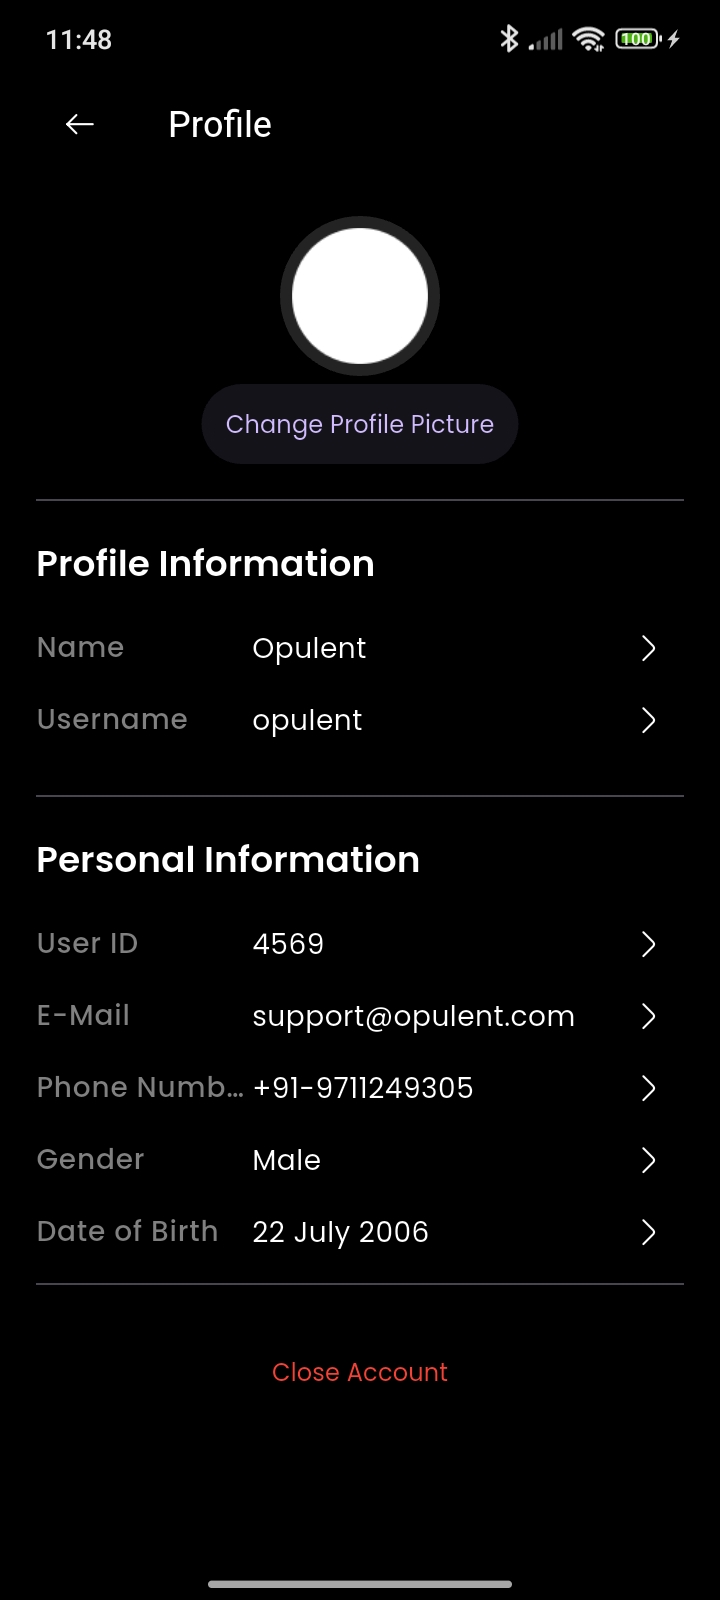 11:48
100
Profile
Change Profile Picture
Profile Information
Name Opulent
Username opulent
Personal Information
User ID 4569
E-Mail support@opulent.com
Phone Numb... +91-9711249305
Gender Male
Date of Birth 22 July 2006
Close Account